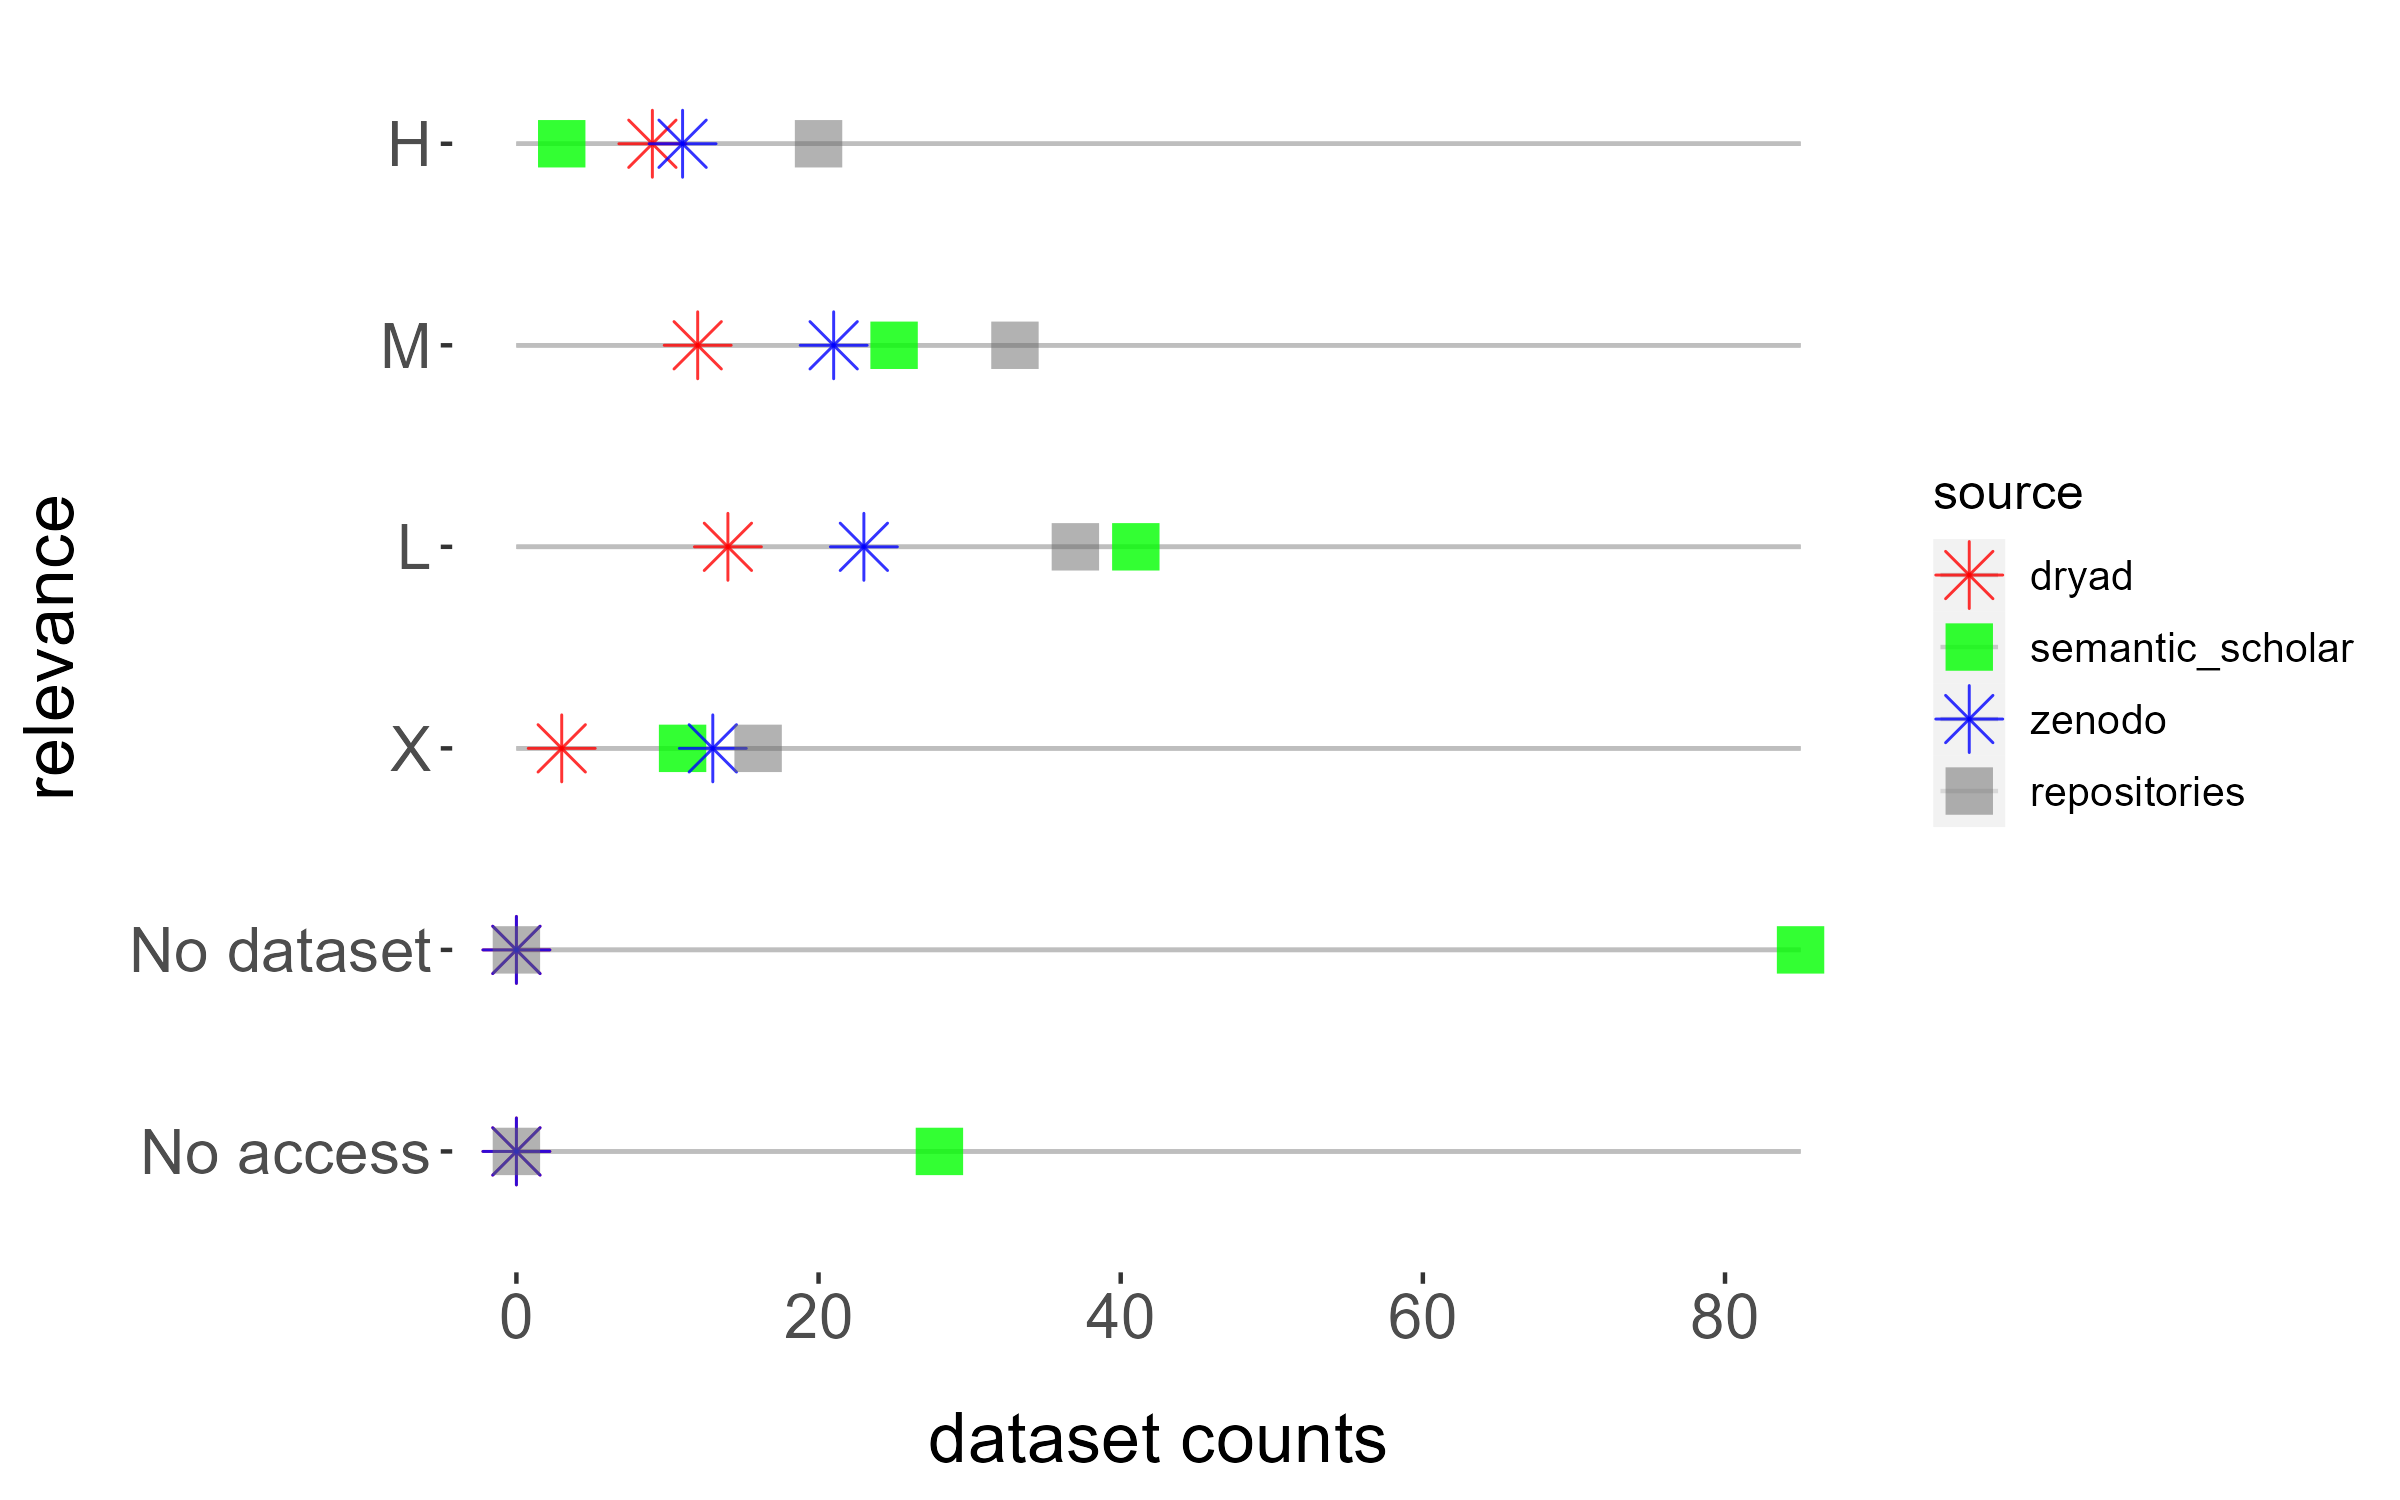 H
M
L
X
No dataset
No access
relevance
0 20 40 60 80
dataset counts
source
dryad
semantic_scholar
zenodo
repositories